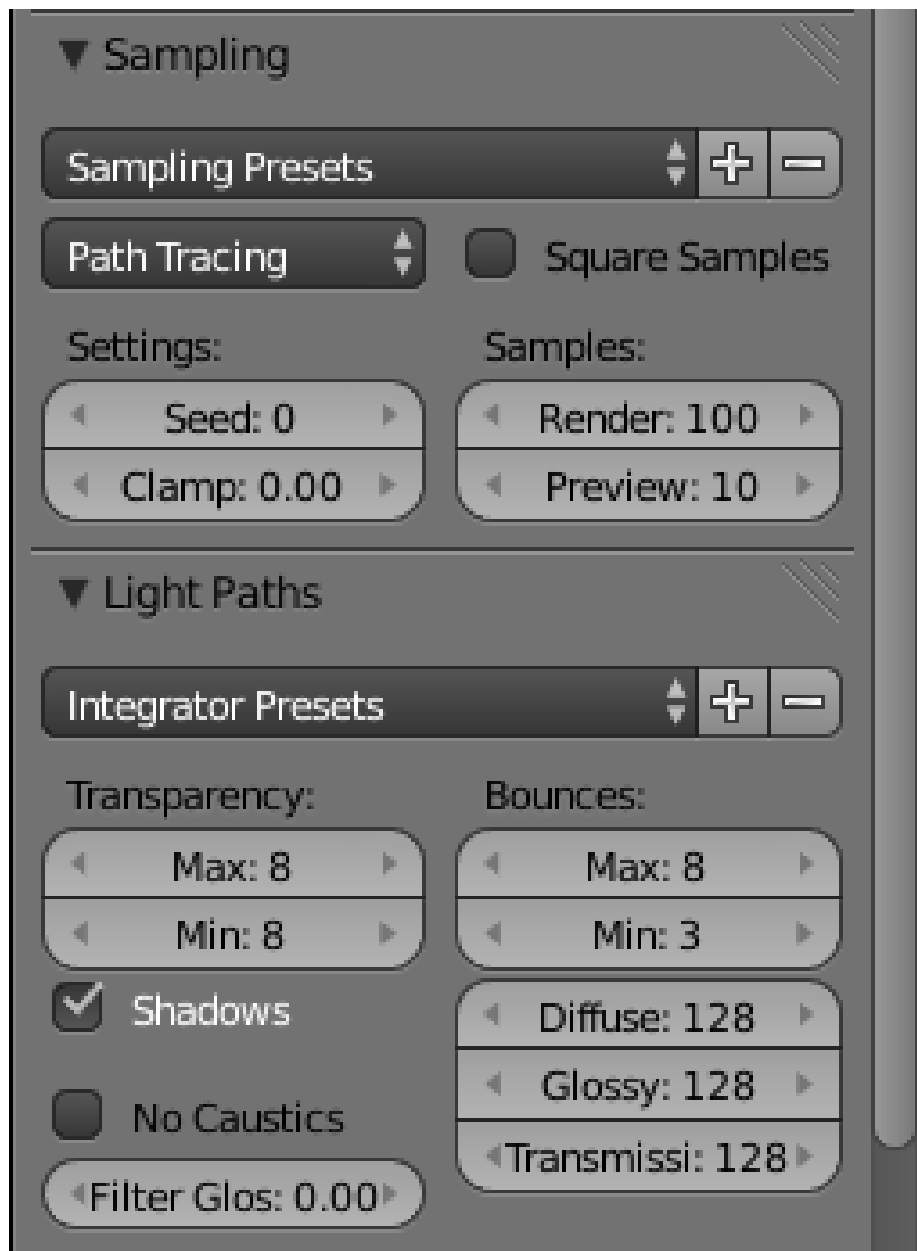 Sampling
Sampling Presets
Path Tracing
Square Samples
Settings:
Samples:
Seed: 0
Render: 100
Clamp: 0.00
Preview: 10
Light Paths
Integrator Presets
Transparency:
Bounces:
Max: 8
Max: 8
Min: 8
Min: 3
Shadows
Diffuse: 128
Glossy: 128
No Caustics
Transmissi: 128
Filter Glos: 0.00